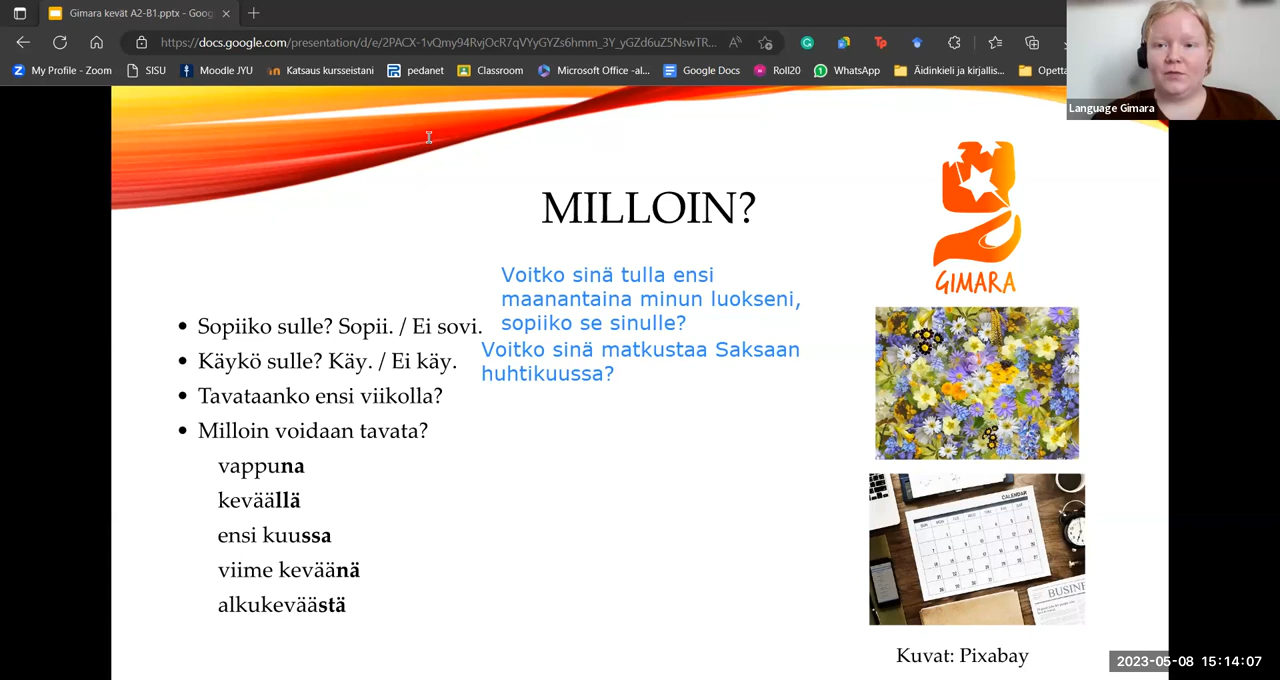 Gimara kevät A2-B1.pptx - Goog
https://docs.google.com/presentation/d/e/2PACX-1vQmy94RvjOcR7qVYyGYZs6hmm_3Y_yGZd6uZ5NswTR...
My Profile - Zoom
SISU
Moodle JYU
Katsaus kursseistani
pedanet
Classroom
Microsoft Office -al...
Google Docs
Roll20
WhatsApp
Äidinkieli ja kirjallis...
Opetta
Language Gimara
MILLOIN?
GIMARA
Voitko sinä tulla ensi
maanantaina minun luokseni,
sopiiko se sinulle?
Voitko sinä matkustaa Saksaan
huhtikuussa?
• Sopiiko sulle? Sopii. / Ei sovi.
• Käykö sulle? Käy. / Ei käy.
• Tavataanko ensi viikolla?
• Milloin voidaan tavata?
vappuna
keväällä
ensi kuussa
viime keväänä
alkukeväästä
CALENDAR
BUSINE
Kuvat: Pixabay
2023-05-08 15:14:07